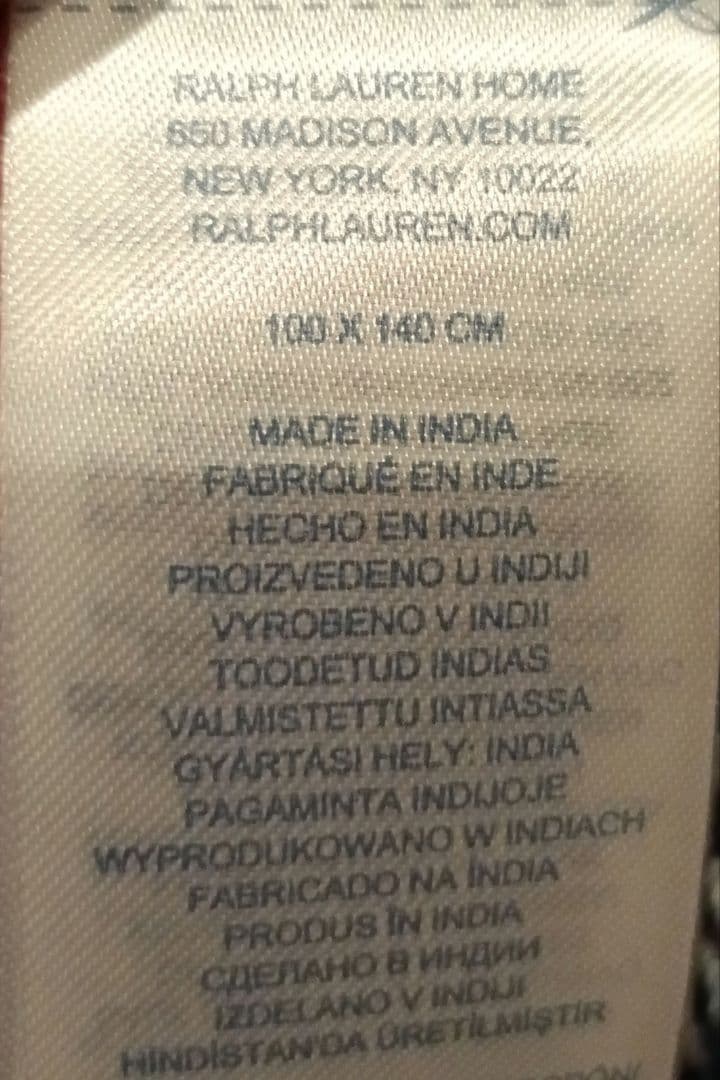 RALPH LAUREN HOME
650 MADISON AVENUE,
NEW YORK, NY 10022
RALPHLAUREN.COM
100 X 140 CM
MADE IN INDIA
FABRIQUÉ EN INDE
HECHO EN INDIA
PROIZVEDENO U INDIJI
VYROBENO V INDII
TOODETUD INDIAS
VALMISTETTU INTIASSA
GYÁRTÁSI HELY: INDIA
PAGAMINTA INDIJOJE
WYPRODUKOWANO W INDIACH
FABRICADO NA ÍNDIA
PRODUS ÎN INDIA
СДЕЛАНО В ИНДИИ
IZDELANO V INDIJI
HİNDİSTAN'DA ÜRETİLMİŞTİR